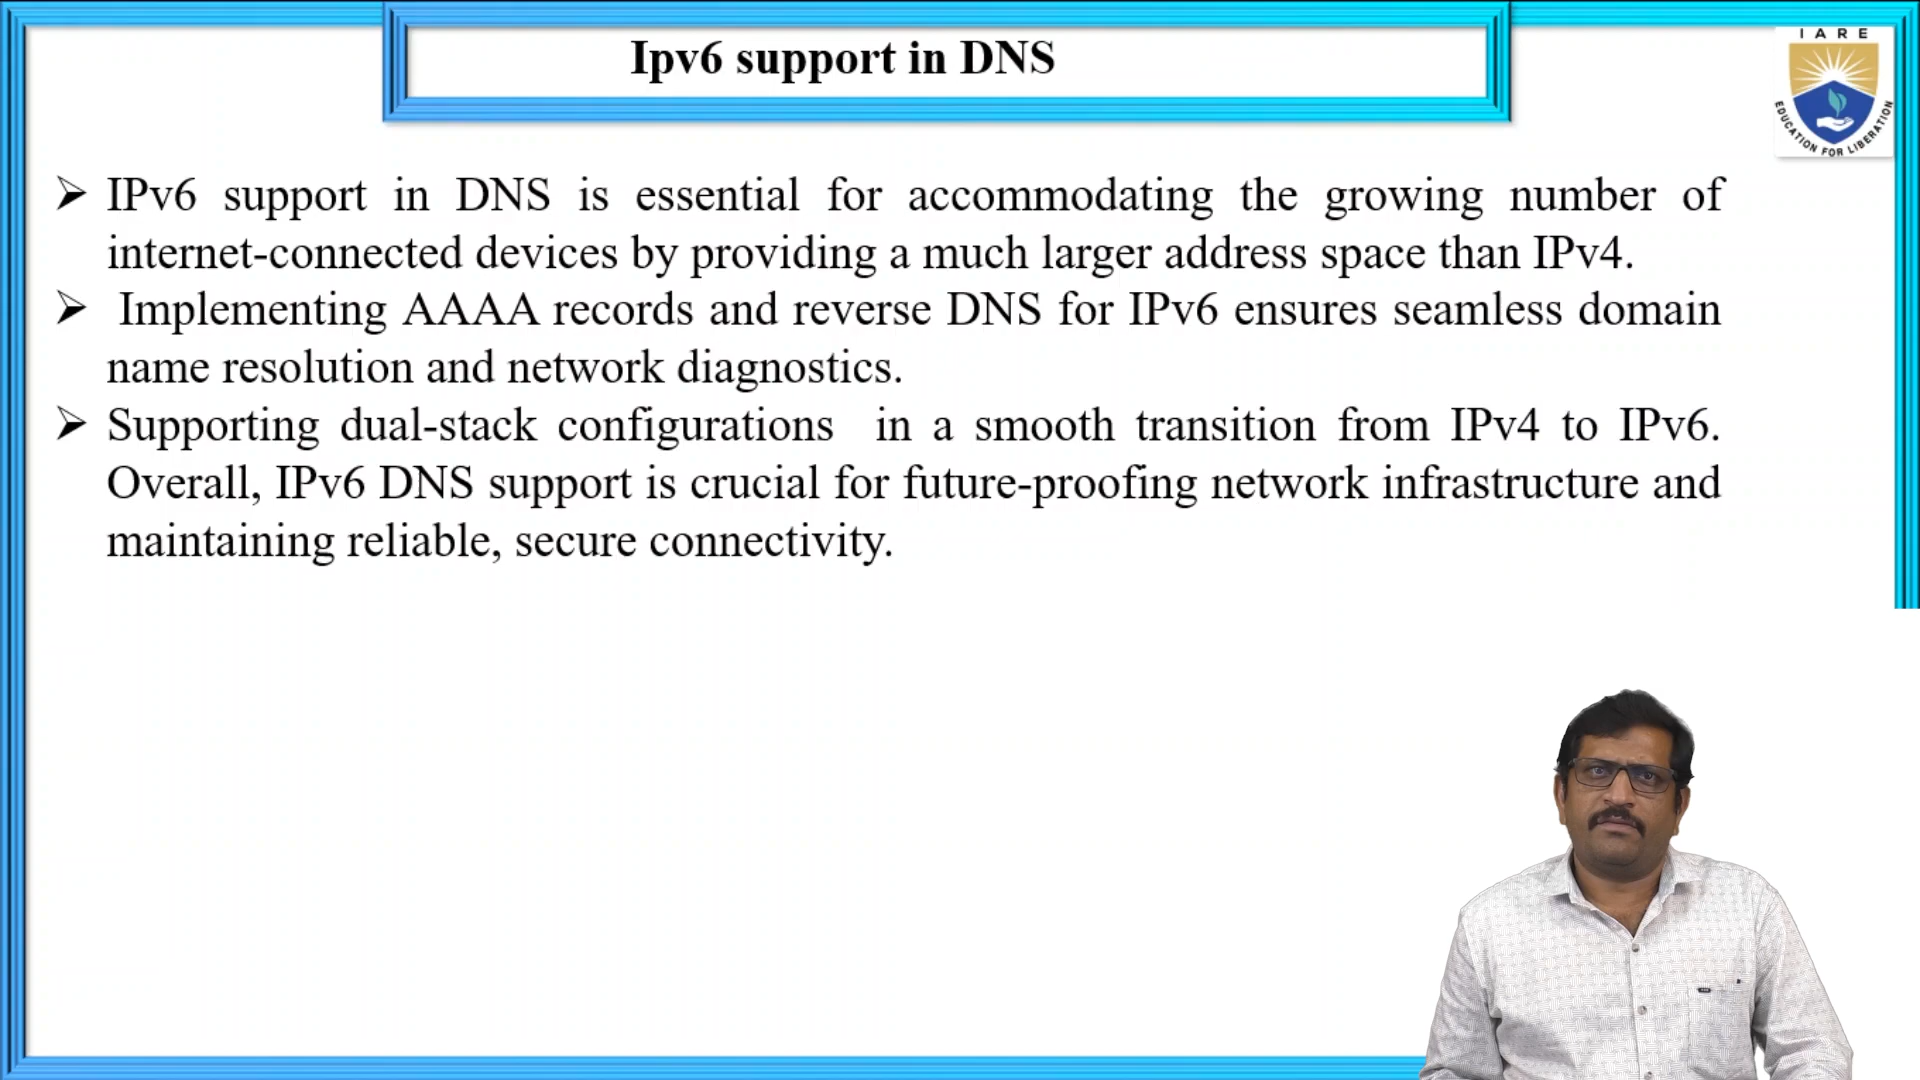 Ipv6 support in DNS
IARE
EDUCATION FOR LIBERATION
➢ IPv6 support in DNS is essential for accommodating the growing number of
internet-connected devices by providing a much larger address space than IPv4.
➢ Implementing AAAA records and reverse DNS for IPv6 ensures seamless domain
name resolution and network diagnostics.
➢ Supporting dual-stack configurations in a smooth transition from IPv4 to IPv6.
Overall, IPv6 DNS support is crucial for future-proofing network infrastructure and
maintaining reliable, secure connectivity.